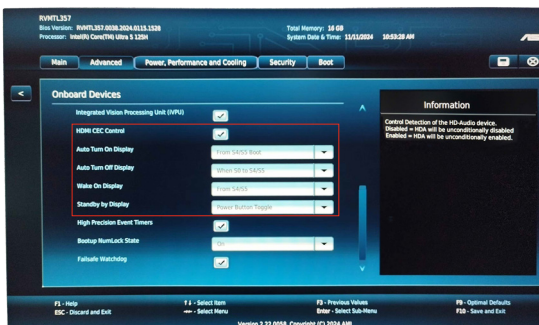 RVMTL357
Bios Version: RVMTL357.0038.2024.0115.1528
Processor: Intel(R) Core(TM) Ultra 5 125H
Total Memory: 16 GB
System Date & Time: 11/11/2024 10:53:28 AM
Main Advanced Power, Performance and Cooling Security Boot
<
Onboard Devices
Integrated Vision Processing Unit (iVPU)
HDMI CEC Control
Auto Turn On Display From S4/S5 Boot
Auto Turn Off Display When S0 to S4/S5
Wake On Display From S4/S5
Standby by Display Power Button Toggle
High Precision Event Timers
Bootup NumLock State On
Failsafe Watchdog
Information
Control Detection of the HD-Audio device.
Disabled = HDA will be unconditionally disabled
Enabled = HDA will be unconditionally enabled.
F1 - Help
ESC - Discard and Exit
↑↓ - Select Item
→← - Select Menu
F3 - Previous Values
Enter - Select Sub-Menu
F9 - Optimal Defaults
F10 - Save and Exit
Version 2.22.0058. Copyright (C) 2024 AMI